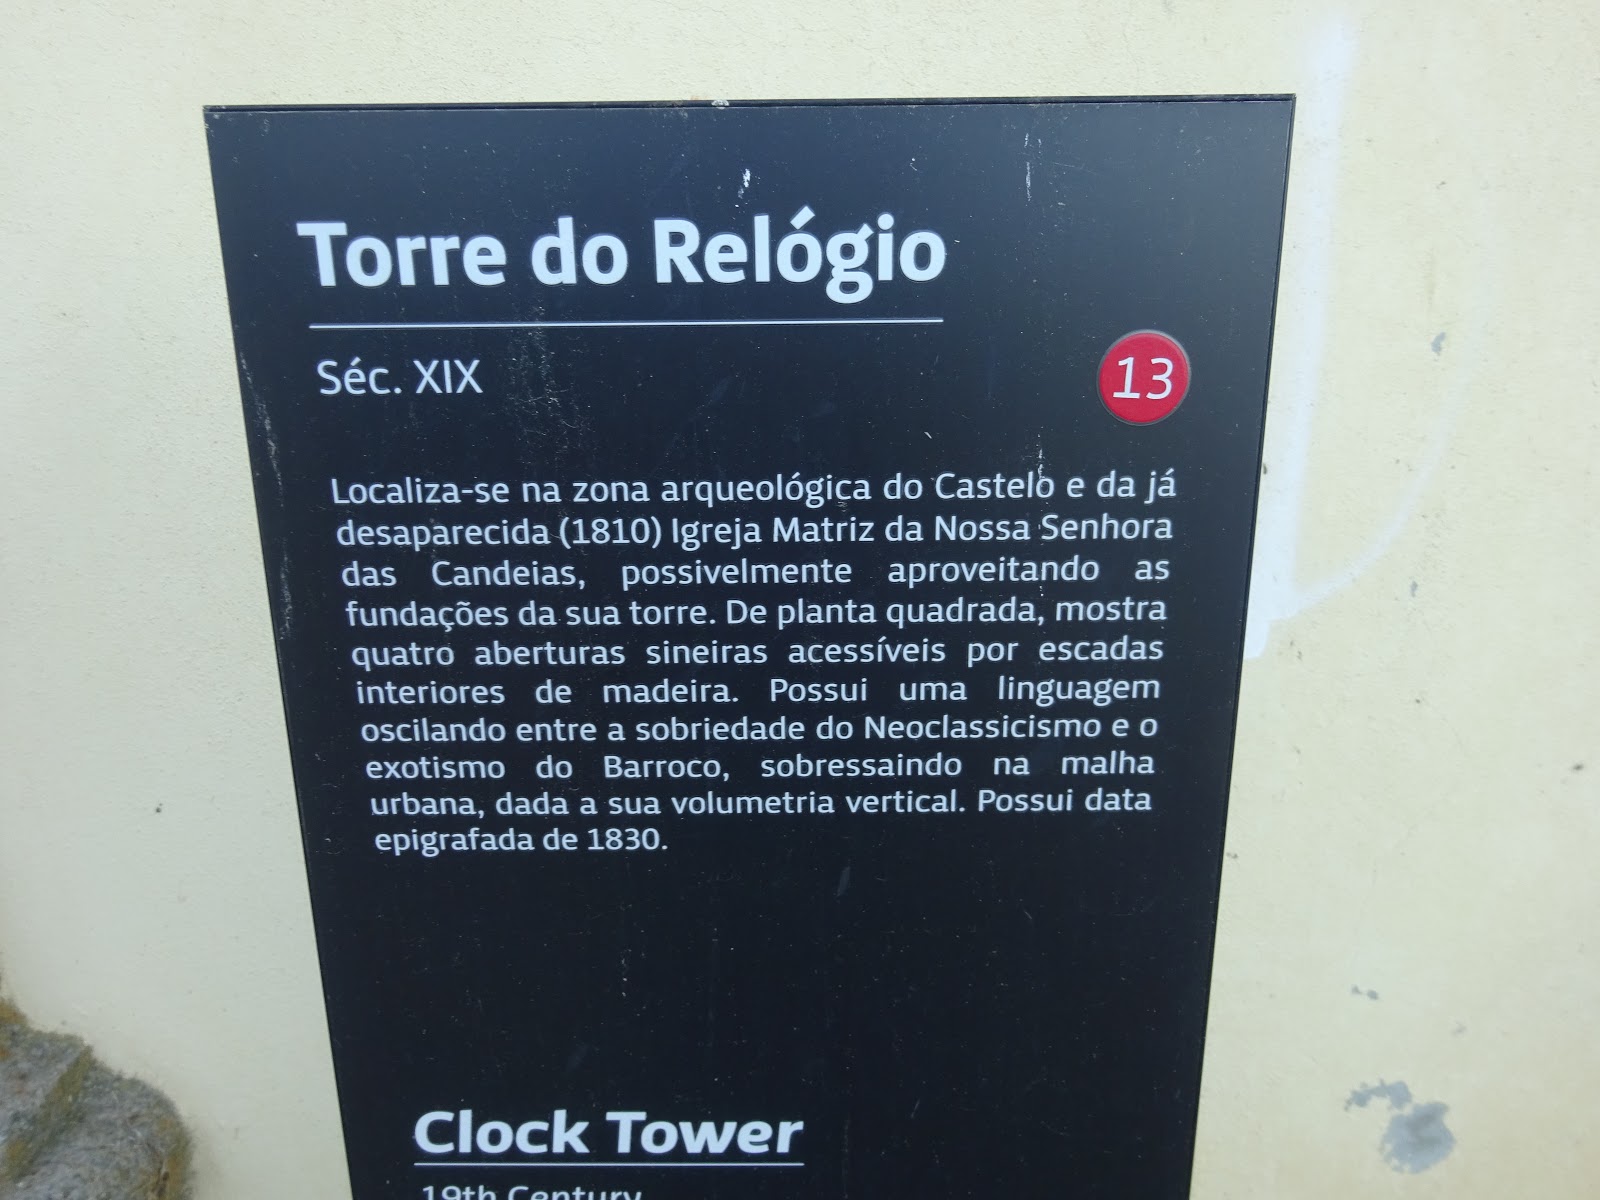 Torre do Relógio
Séc. XIX
13
Localiza-se na zona arqueológica do Castelo e da já
desaparecida (1810) Igreja Matriz da Nossa Senhora
das Candeias, possivelmente aproveitando as
fundações da sua torre. De planta quadrada, mostra
quatro aberturas sineiras acessíveis por escadas
interiores de madeira. Possui uma linguagem
oscilando entre a sobriedade do Neoclassicismo e o
exotismo do Barroco, sobressaindo na malha
urbana, dada a sua volumetria vertical. Possui data
epigrafada de 1830.
Clock Tower
19th Century